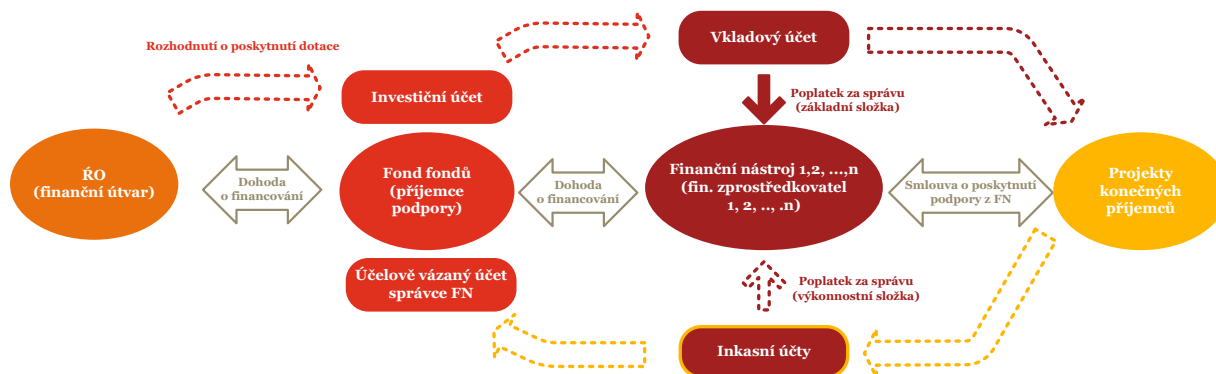 Vkladový účet
Rozhodnutí o poskytnutí dotace
Investiční účet
Poplatek za správu
(základní složka)
ŘO
(finanční útvar)
Dohoda
o financování
Fond fondů
(příjemce
podpory)
Dohoda
o financování
Finanční nástroj 1,2, ...,n
(fin. zprostředkovatel
1, 2, .., .n)
Smlouva o poskytnutí
podpory z FN
Projekty
konečných
příjemců
Účelově vázaný účet
správce FN
Poplatek za správu
(výkonnostní složka)
Inkasní účty